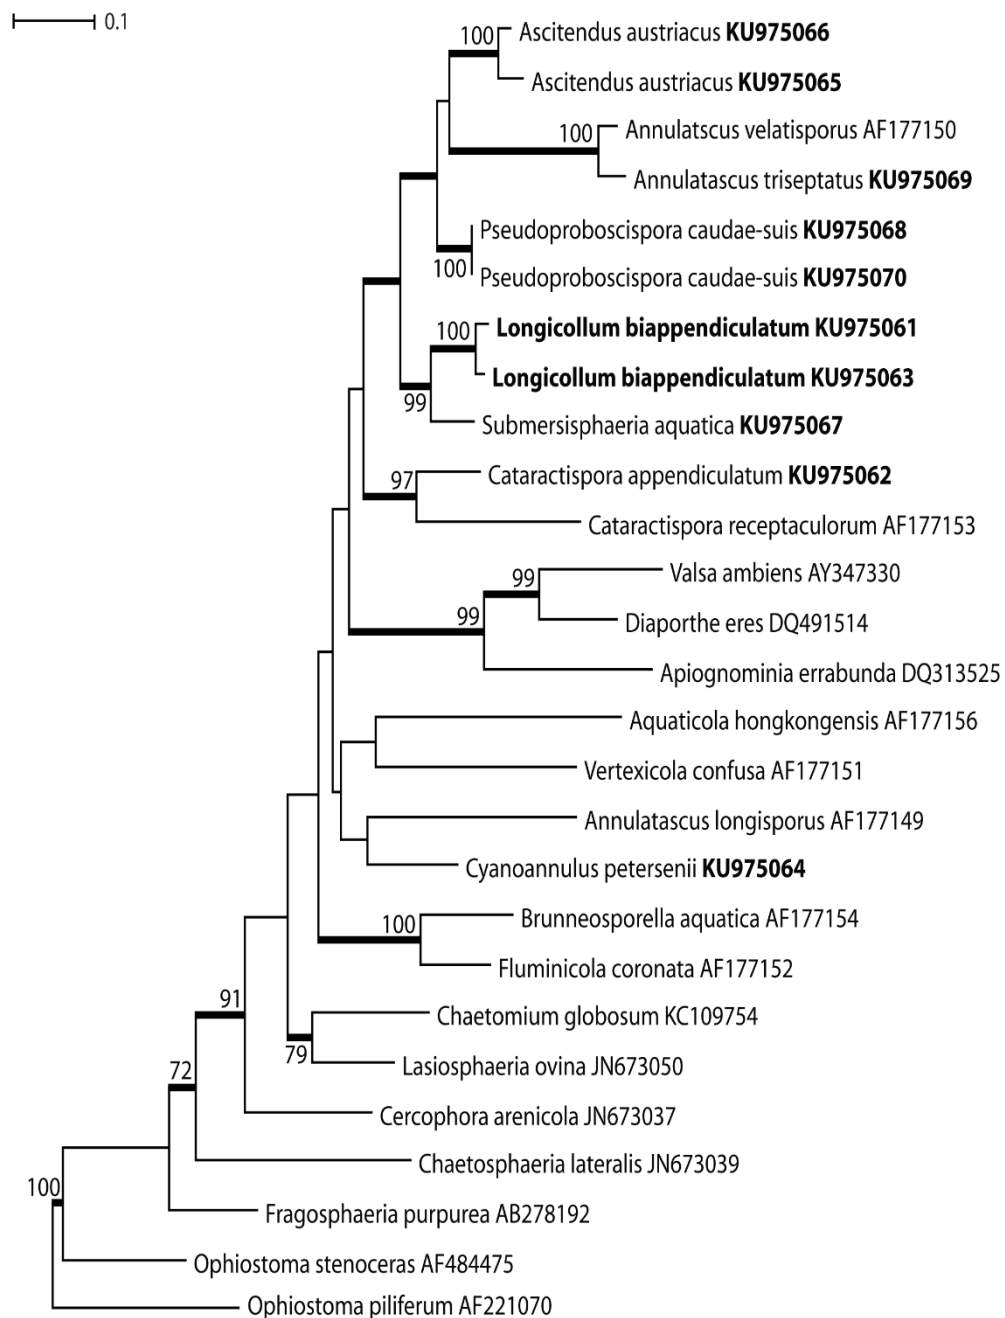 0.1
100
Ascitendus austriacus KU975066
Ascitendus austriacus KU975065
100
Annulatscus velatisporus AF177150
Annulatascus triseptatus KU975069
Pseudoproboscispora caudae-suis KU975068
100
Pseudoproboscispora caudae-suis KU975070
100
Longicollum biappendiculatum KU975061
Longicollum biappendiculatum KU975063
99
Submersisphaeria aquatica KU975067
97
Cataractispora appendiculatum KU975062
Cataractispora receptaculorum AF177153
99
Valsa ambiens AY347330
99
Diaporthe eres DQ491514
Apiognominia errabunda DQ313525
Aquaticola hongkongensis AF177156
Vertexicola confusa AF177151
Annulatascus longisporus AF177149
Cyanoannulus petersenii KU975064
100
Brunneosporella aquatica AF177154
Fluminicola coronata AF177152
91
Chaetomium globosum KC109754
79
Lasiosphaeria ovina JN673050
72
Cercophora arenicola JN673037
Chaetosphaeria lateralis JN673039
100
Fragosphaeria purpurea AB278192
Ophiostoma stenoceras AF484475
Ophiostoma piliferum AF221070